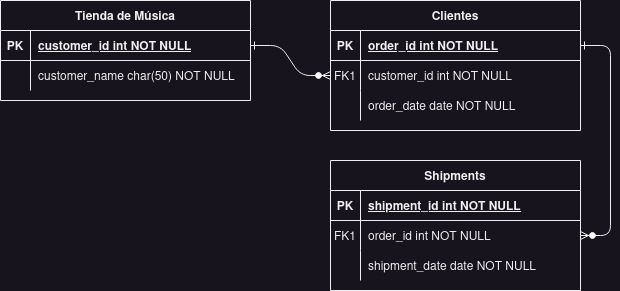 Tienda de Música
PK customer_id int NOT NULL
customer_name char(50) NOT NULL
Clientes
PK order_id int NOT NULL
FK1 customer_id int NOT NULL
order_date date NOT NULL
Shipments
PK shipment_id int NOT NULL
FK1 order_id int NOT NULL
shipment_date date NOT NULL